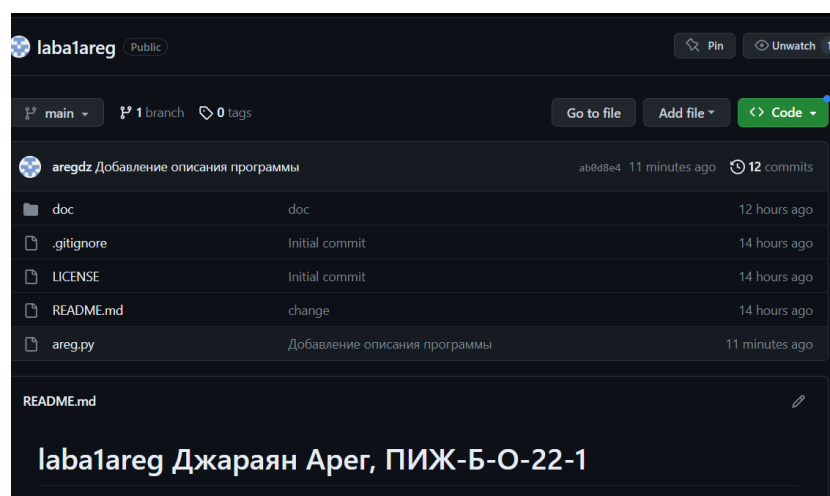 laba1areg Public Pin Unwatch 1
main 1 branch 0 tags Go to file Add file <> Code
aregdz Добавление описания программы ab0d8e4 11 minutes ago 12 commits
doc doc 12 hours ago
.gitignore Initial commit 14 hours ago
LICENSE Initial commit 14 hours ago
README.md change 14 hours ago
areg.py Добавление описания программы 11 minutes ago
README.md
laba1areg Джараян Арег, ПИЖ-Б-О-22-1